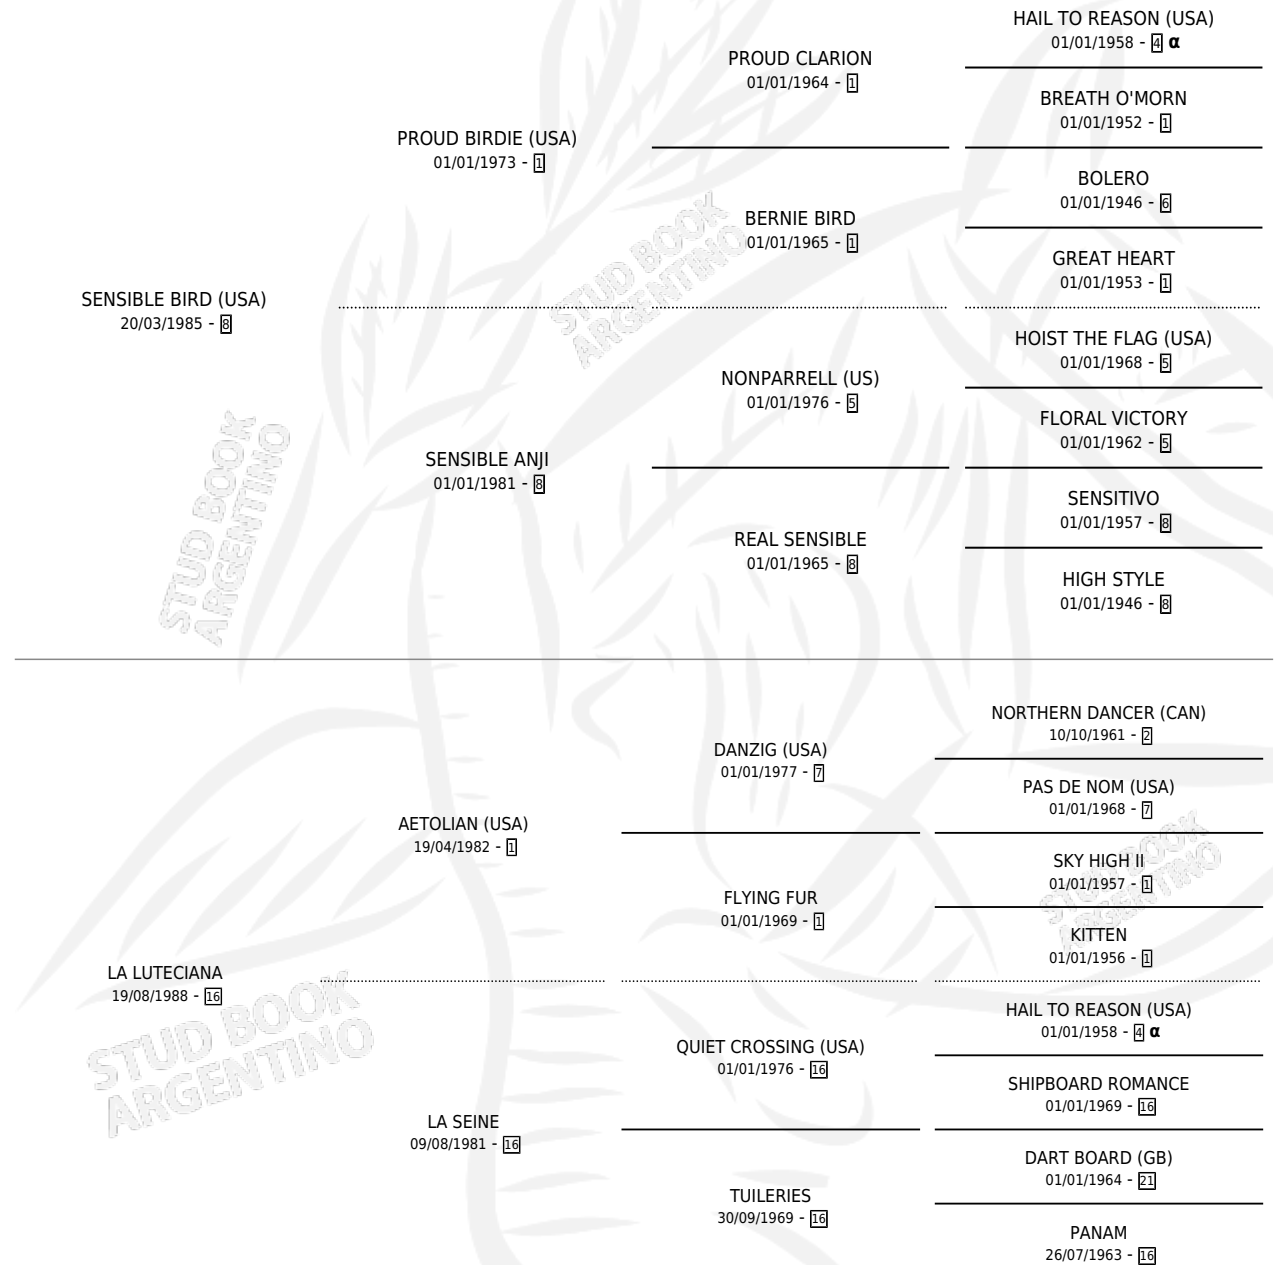 HAIL TO REASON (USA)
01/01/1958 - 4 α
PROUD CLARION
01/01/1964 - 1
BREATH O'MORN
01/01/1952 - 1
PROUD BIRDIE (USA)
01/01/1973 - 1
BOLERO
01/01/1946 - 6
BERNIE BIRD
01/01/1965 - 1
GREAT HEART
01/01/1953 - 1
SENSIBLE BIRD (USA)
20/03/1985 - 8
HOIST THE FLAG (USA)
01/01/1968 - 5
NONPARRELL (US)
01/01/1976 - 5
FLORAL VICTORY
01/01/1962 - 5
SENSIBLE ANJI
01/01/1981 - 8
SENSITIVO
01/01/1957 - 8
REAL SENSIBLE
01/01/1965 - 8
HIGH STYLE
01/01/1946 - 8
NORTHERN DANCER (CAN)
10/10/1961 - 2
DANZIG (USA)
01/01/1977 - 7
PAS DE NOM (USA)
01/01/1968 - 7
AETOLIAN (USA)
19/04/1982 - 1
SKY HIGH II
01/01/1957 - 1
FLYING FUR
01/01/1969 - 1
KITTEN
01/01/1956 - 1
LA LUTECIANA
19/08/1988 - 16
HAIL TO REASON (USA)
01/01/1958 - 4 α
QUIET CROSSING (USA)
01/01/1976 - 16
SHIPBOARD ROMANCE
01/01/1969 - 16
LA SEINE
09/08/1981 - 16
DART BOARD (GB)
01/01/1964 - 21
TUILERIES
30/09/1969 - 16
PANAM
26/07/1963 - 16
STUD BOOK
ARGENTINO
STUD BOOK
ARGENTINO
STUD BOOK
ARGENTINO
STUD BOOK
ARGENTINO